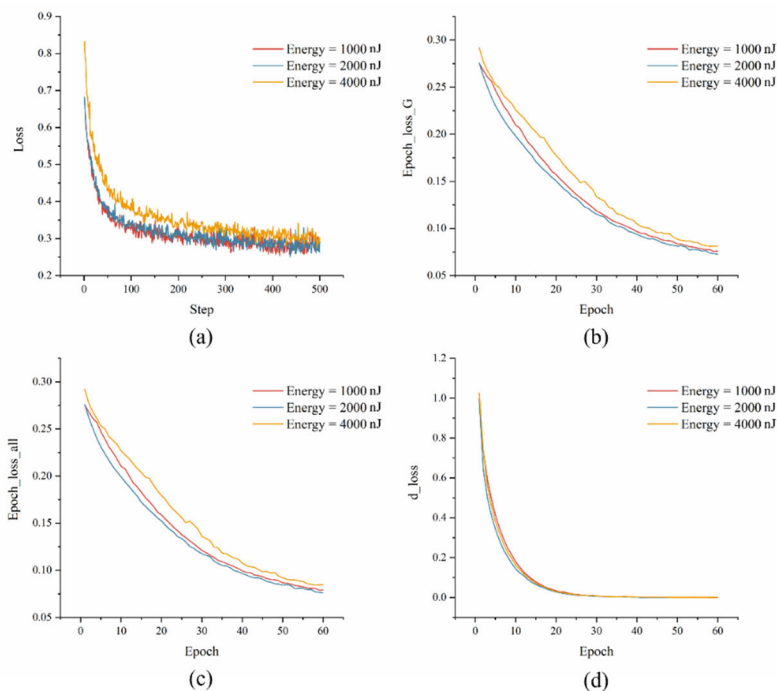 0.9
0.8
0.7
0.6
0.5
0.4
0.3
0.2
Loss
0 100 200 300 400 500
Step
Energy = 1000 nJ
Energy = 2000 nJ
Energy = 4000 nJ
(a)
0.30
0.25
0.20
0.15
0.10
0.05
Epoch_loss_G
0 10 20 30 40 50 60
Epoch
Energy = 1000 nJ
Energy = 2000 nJ
Energy = 4000 nJ
(b)
0.30
0.25
0.20
0.15
0.10
0.05
Epoch_loss_all
0 10 20 30 40 50 60
Epoch
Energy = 1000 nJ
Energy = 2000 nJ
Energy = 4000 nJ
(c)
1.2
1.0
0.8
0.6
0.4
0.2
0.0
d_loss
0 10 20 30 40 50 60
Epoch
Energy = 1000 nJ
Energy = 2000 nJ
Energy = 4000 nJ
(d)